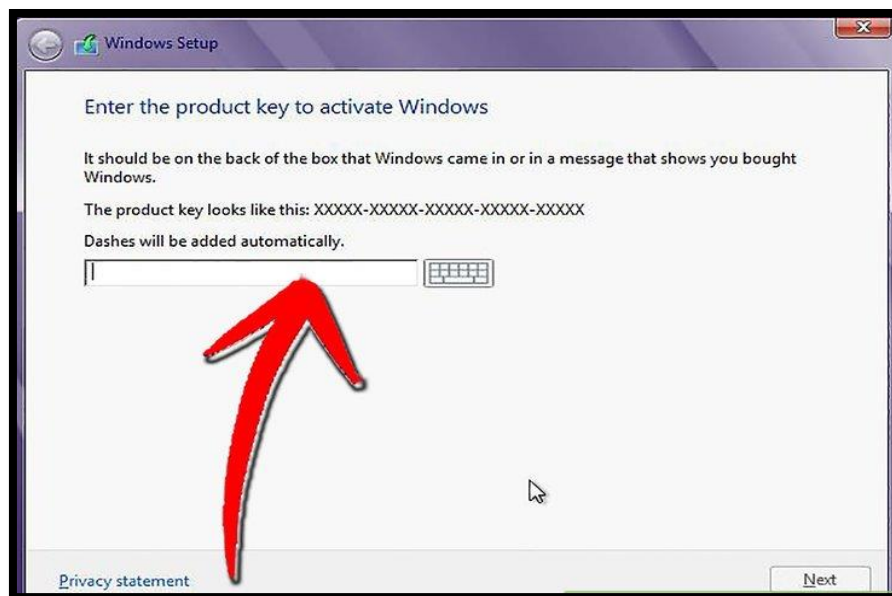 Windows Setup
Enter the product key to activate Windows
It should be on the back of the box that Windows came in or in a message that shows you bought
Windows.
The product key looks like this: XXXXX-XXXXX-XXXXX-XXXXX-XXXXX
Dashes will be added automatically.
Privacy statement
Next